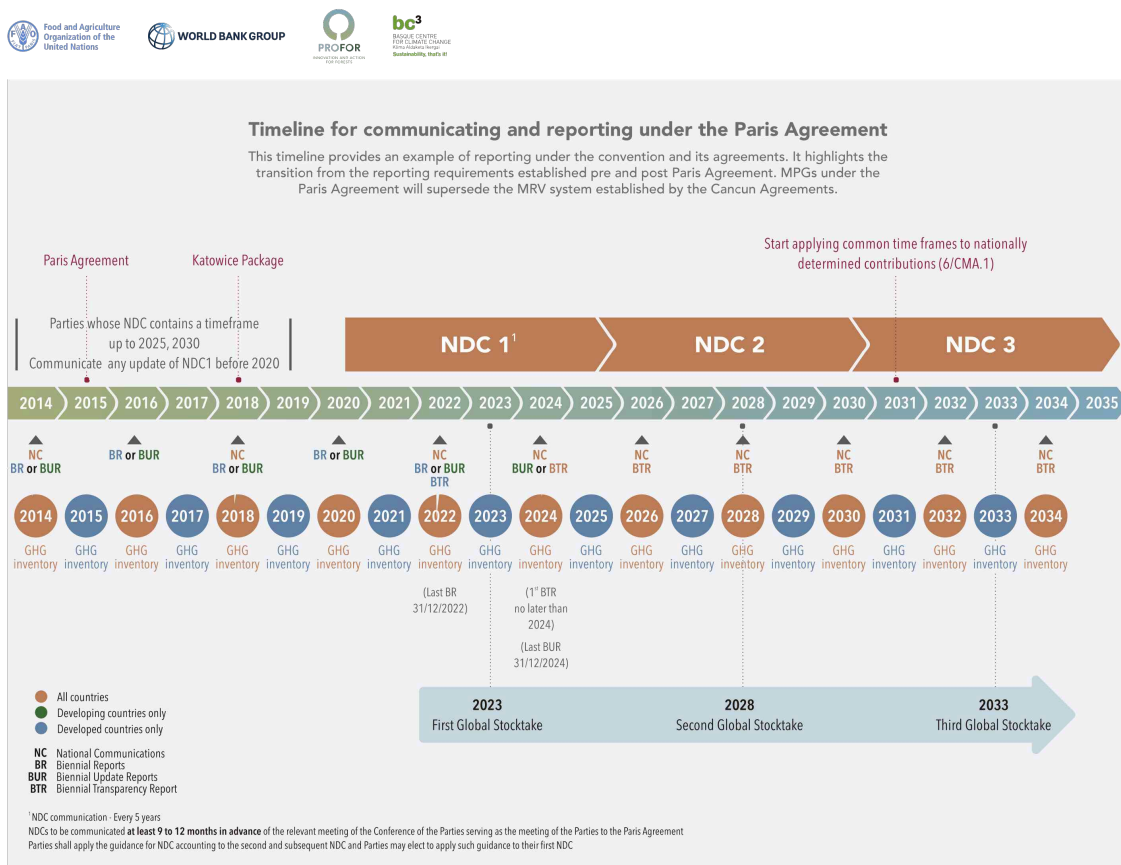 Food and Agriculture
Organization of the
United Nations
WORLD BANK GROUP
PROFOR
INNOVATION AND ACTION
FOR FORESTS
bc³
BASQUE CENTRE
FOR CLIMATE CHANGE
Klima Aldaketa Ikergai
Sustainability, that's it!
Timeline for communicating and reporting under the Paris Agreement
This timeline provides an example of reporting under the convention and its agreements. It highlights the
transition from the reporting requirements established pre and post Paris Agreement. MPGs under the
Paris Agreement will supersede the MRV system established by the Cancun Agreements.
Start applying common time frames to nationally
determined contributions (6/CMA.1)
Paris Agreement Katowice Package
Parties whose NDC contains a timeframe
up to 2025, 2030
Communicate any update of NDC1 before 2020
NDC 1¹ NDC 2 NDC 3
2014 2015 2016 2017 2018 2019 2020 2021 2022 2023 2024 2025 2026 2027 2028 2029 2030 2031 2032 2033 2034 2035
NC BR or BUR NC BR or BUR NC NC NC NC NC NC NC
BR or BUR BR or BUR BR or BUR BUR or BTR BTR BTR BTR BTR BTR
BTR
2014 2015 2016 2017 2018 2019 2020 2021 2022 2023 2024 2025 2026 2027 2028 2029 2030 2031 2032 2033 2034
GHG GHG GHG GHG GHG GHG GHG GHG GHG GHG GHG GHG GHG GHG GHG GHG GHG GHG GHG GHG GHG
inventory inventory inventory inventory inventory inventory inventory inventory inventory inventory inventory inventory inventory inventory inventory inventory inventory inventory inventory inventory inventory
(Last BR
31/12/2022)
(1st BTR
no later than
2024)
(Last BUR
31/12/2024)
2023
First Global Stocktake
2028
Second Global Stocktake
2033
Third Global Stocktake
All countries
Developing countries only
Developed countries only
NC National Communications
BR Biennial Reports
BUR Biennial Update Reports
BTR Biennial Transparency Report
¹ NDC communication - Every 5 years
NDCs to be communicated at least 9 to 12 months in advance of the relevant meeting of the Conference of the Parties serving as the meeting of the Parties to the Paris Agreement
Parties shall apply the guidance for NDC accounting to the second and subsequent NDC and Parties may elect to apply such guidance to their first NDC